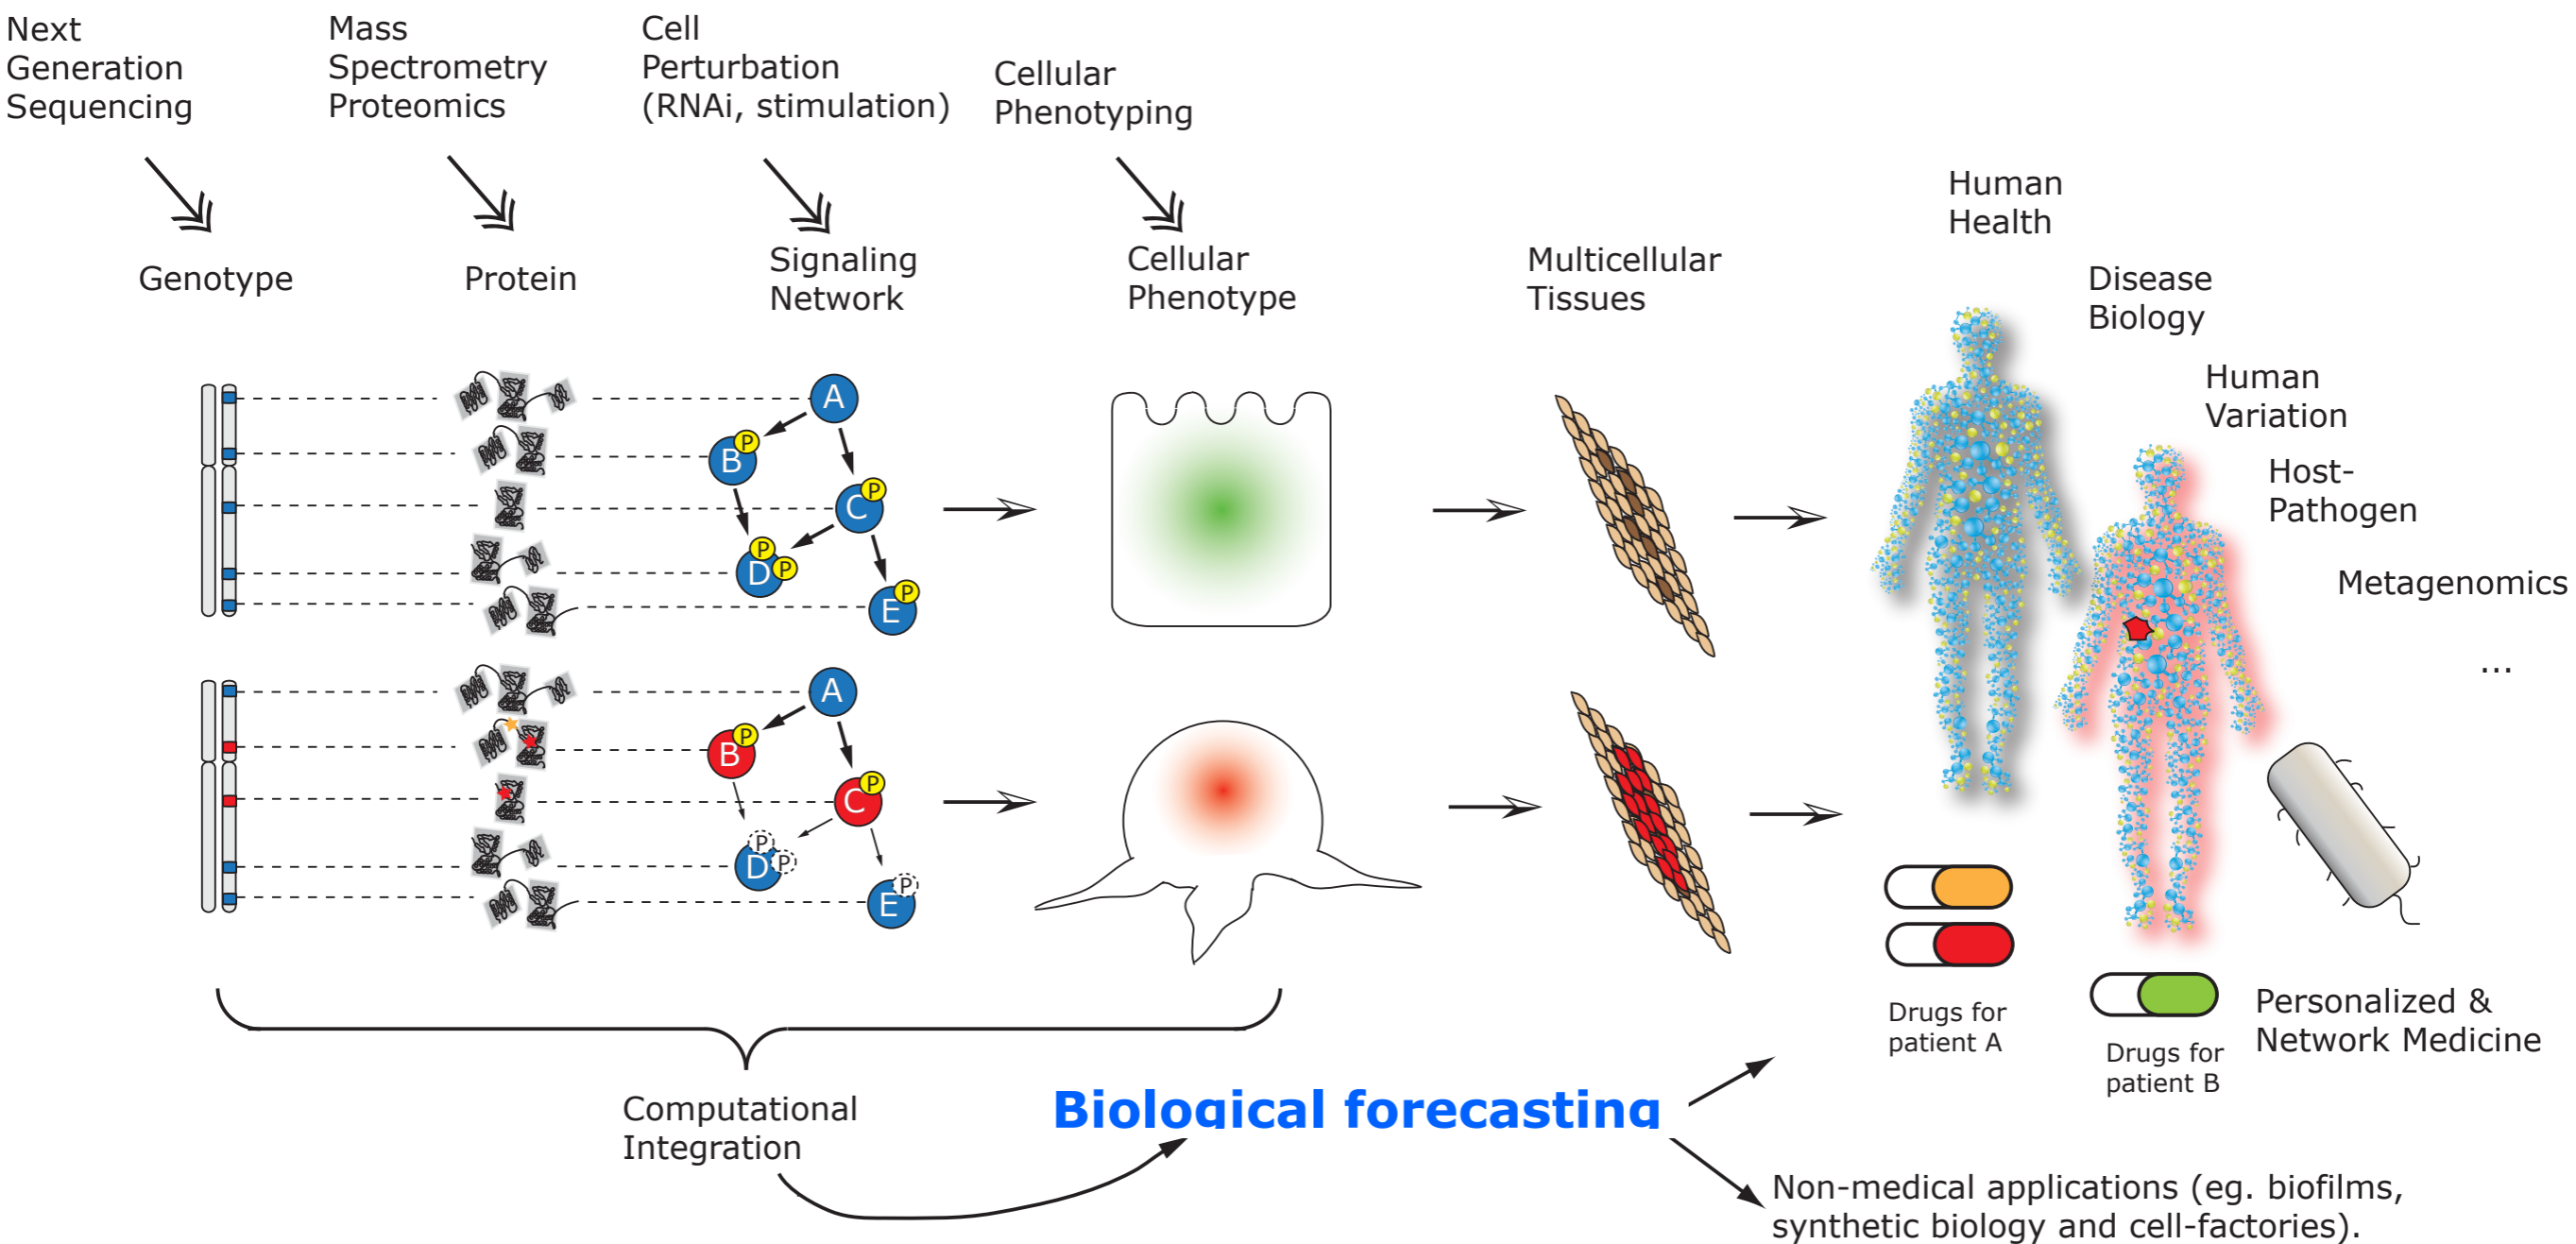 Next
Generation
Sequencing
Mass
Spectrometry
Proteomics
Cell
Perturbation
(RNAi, stimulation)
Cellular
Phenotyping
Genotype
Protein
Signaling
Network
Cellular
Phenotype
Multicellular
Tissues
Human
Health
Disease
Biology
Human
Variation
Host-
Pathogen
Metagenomics
...
A
B
P
C
P
D
P
P
E
P
A
B
P
C
P
D
P
P
E
P
Drugs for
patient A
Drugs for
patient B
Personalized &
Network Medicine
Computational
Integration
Biological forecasting
Non-medical applications (eg. biofilms,
synthetic biology and cell-factories).